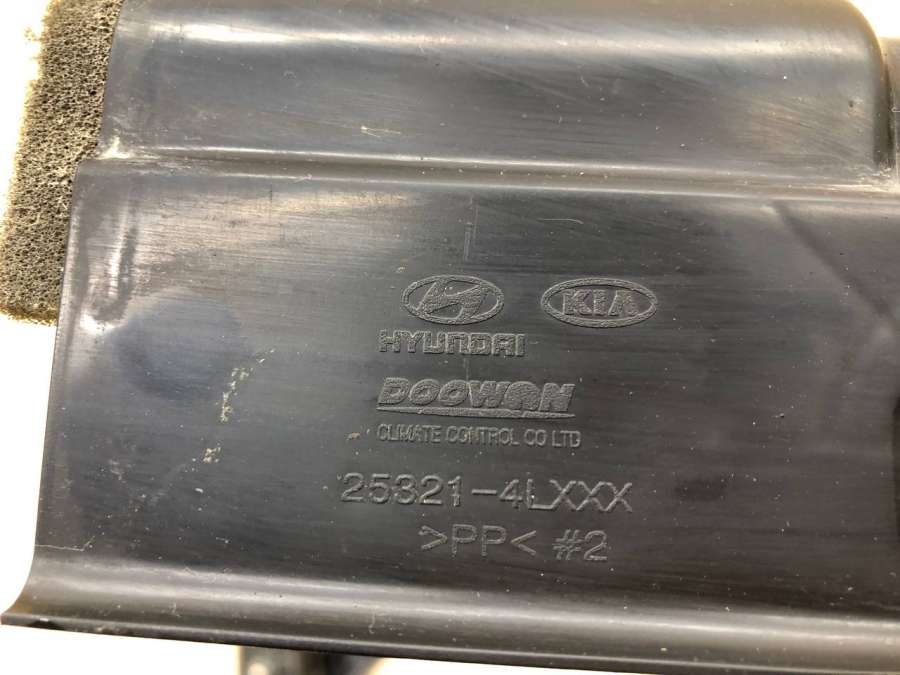 KIA
HYUNDAI
DOOWON
CLIMATE CONTROL CO LTD
25321-4LXXX
>PP< #2